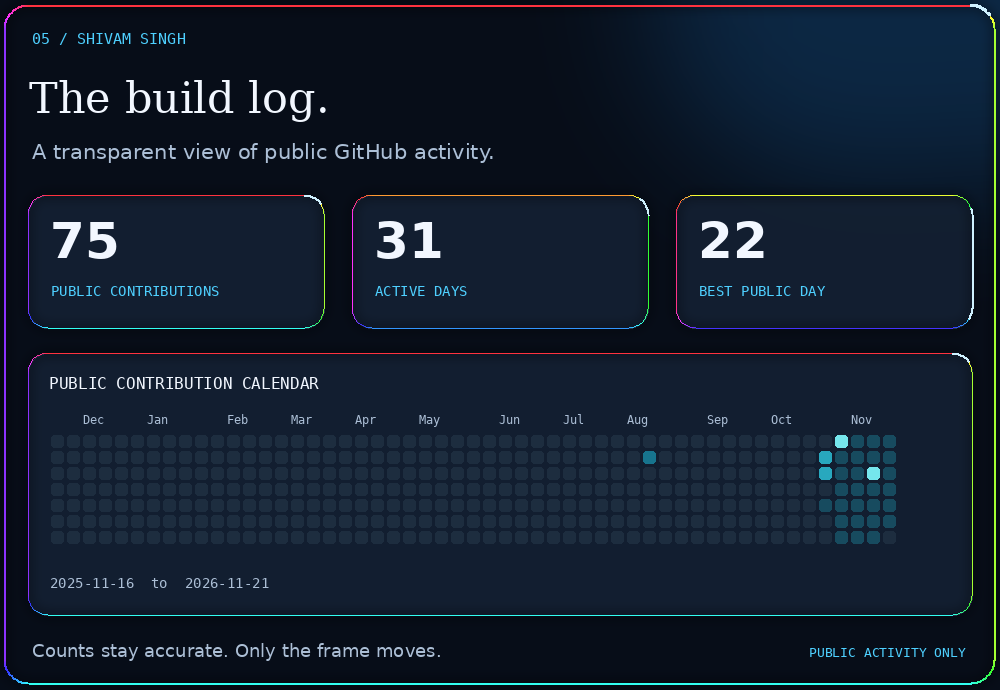 05 / SHIVAM SINGH
The build log.
A transparent view of public GitHub activity.
75
PUBLIC CONTRIBUTIONS
31
ACTIVE DAYS
22
BEST PUBLIC DAY
PUBLIC CONTRIBUTION CALENDAR
Dec Jan Feb Mar Apr May Jun Jul Aug Sep Oct Nov
2025-11-16 to 2026-11-21
Counts stay accurate. Only the frame moves.
PUBLIC ACTIVITY ONLY